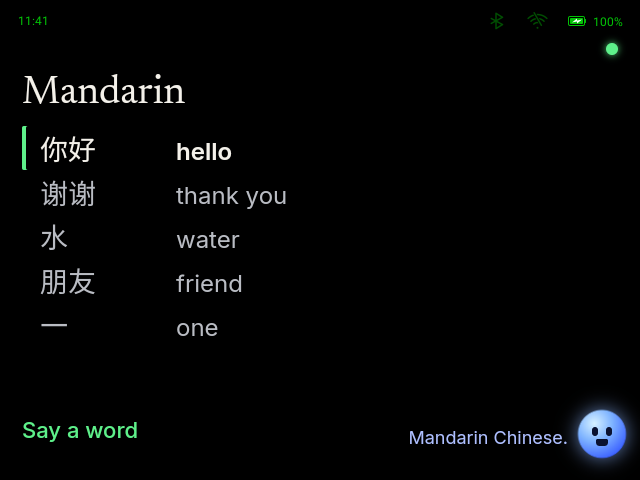 11:41
100%
Mandarin
你好 hello
谢谢 thank you
水 water
朋友 friend
一 one
Say a word
Mandarin Chinese.